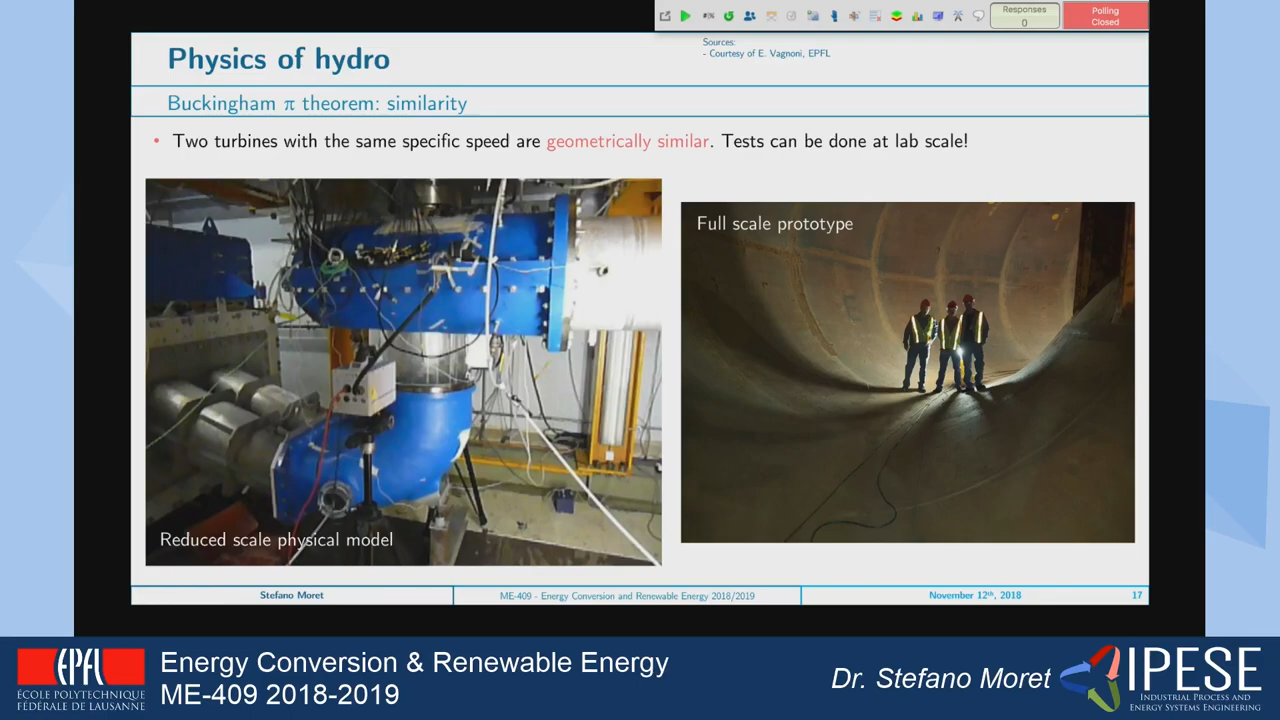 Responses
0
Polling
Closed
Physics of hydro
Sources:
- Courtesy of E. Vagnoni, EPFL
Buckingham π theorem: similarity
• Two turbines with the same specific speed are geometrically similar. Tests can be done at lab scale!
Full scale prototype
Reduced scale physical model
Stefano Moret
ME-409 - Energy Conversion and Renewable Energy 2018/2019
November 12th, 2018
17
EPFL
ÉCOLE POLYTECHNIQUE
FÉDÉRALE DE LAUSANNE
Energy Conversion & Renewable Energy
ME-409 2018-2019
Dr. Stefano Moret
IPESE
Industrial Process and
Energy Systems Engineering